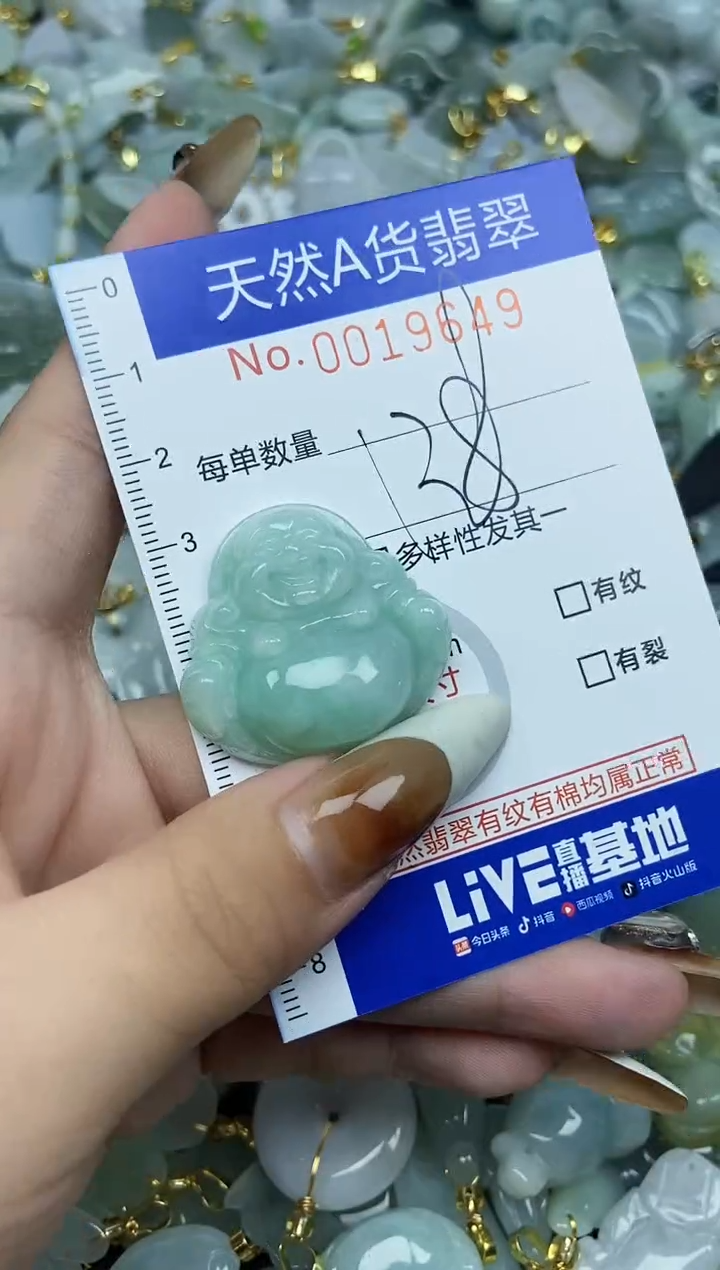 天然A货翡翠
No.0019649
0
1
2
3
8
每单数量
多样性发其一
有纹
有裂
寸
然翡翠有纹有棉均属正常
LiVE直播基地
头条 今日头条 抖音 西瓜视频 抖音火山版